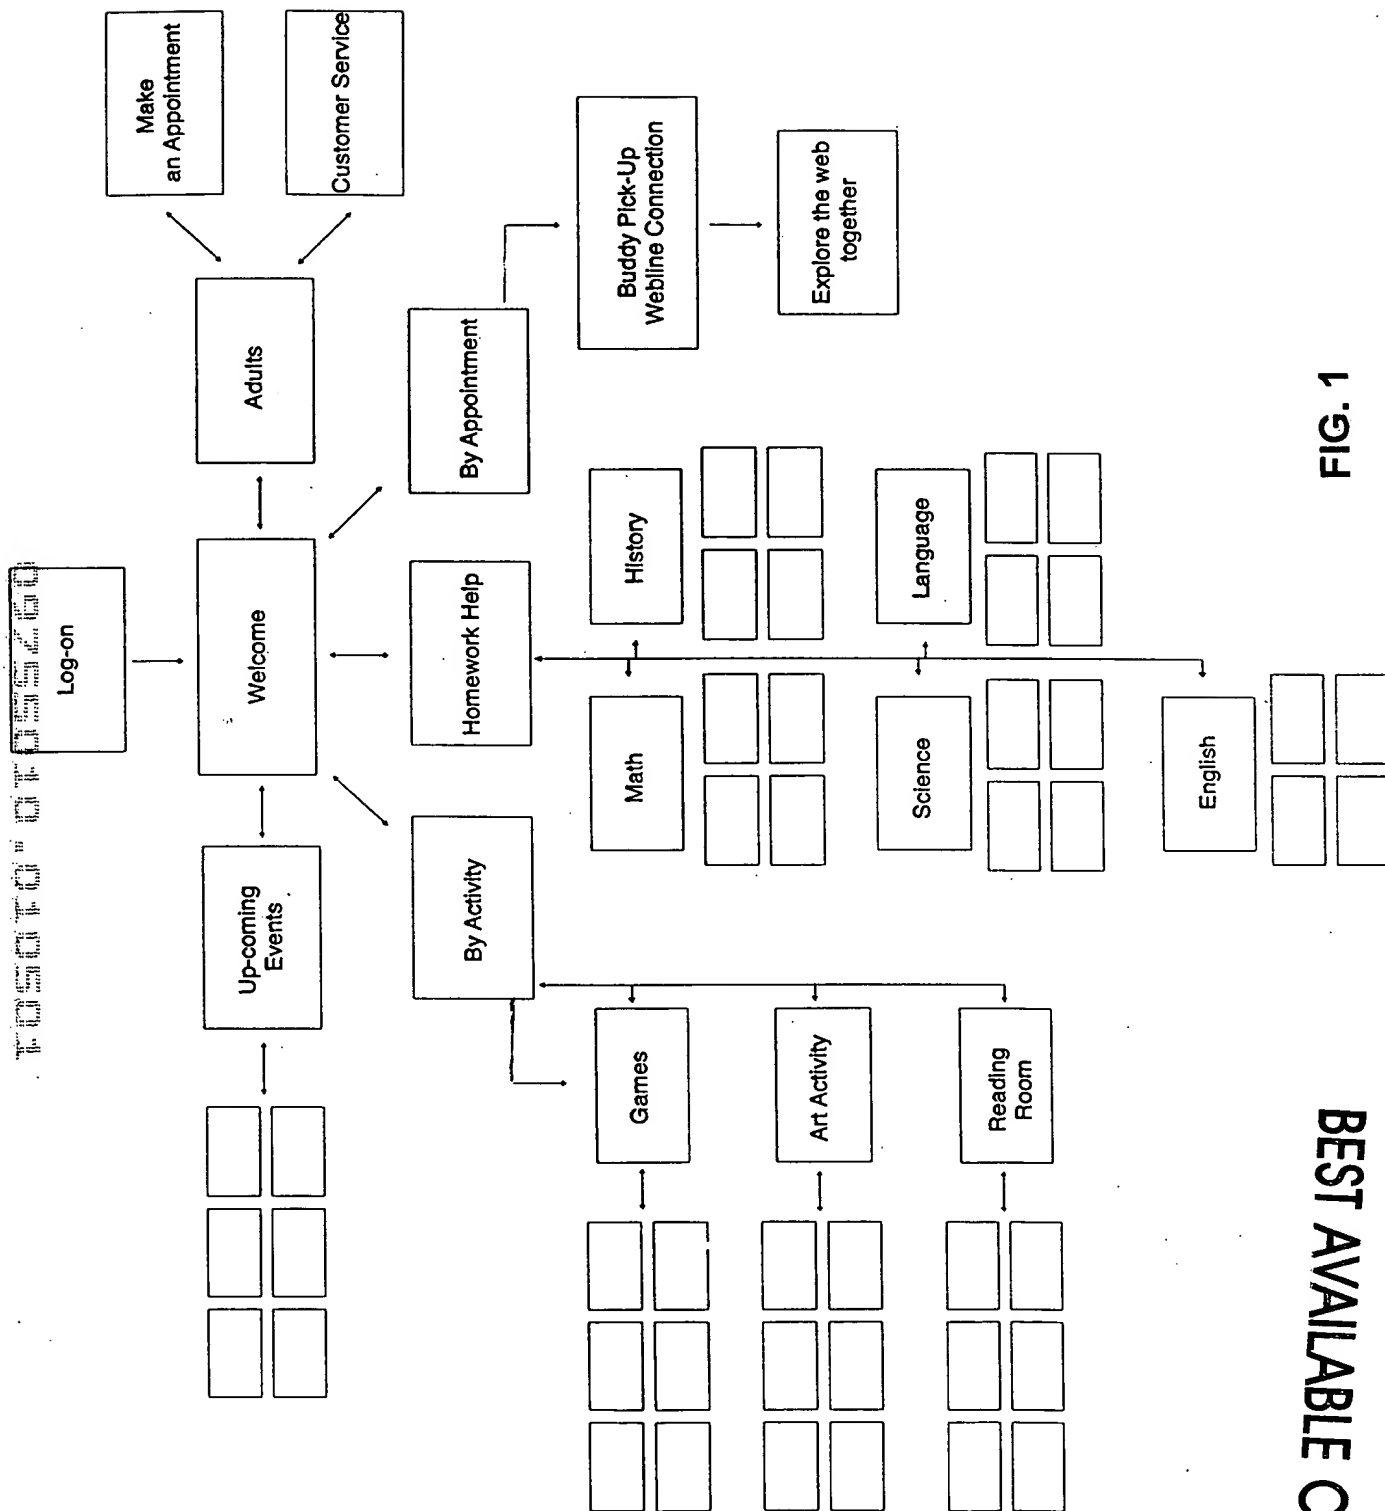 Log-on
Up-coming
Events
Welcome
Adults
Make
an Appointment
Customer Service
By Activity
Homework Help
By Appointment
Games
Art Activity
Reading
Room
Math
History
Science
Language
English
Buddy Pick-Up
Webline Connection
Explore the web
together
FIG. 1
BEST AVAILABLE